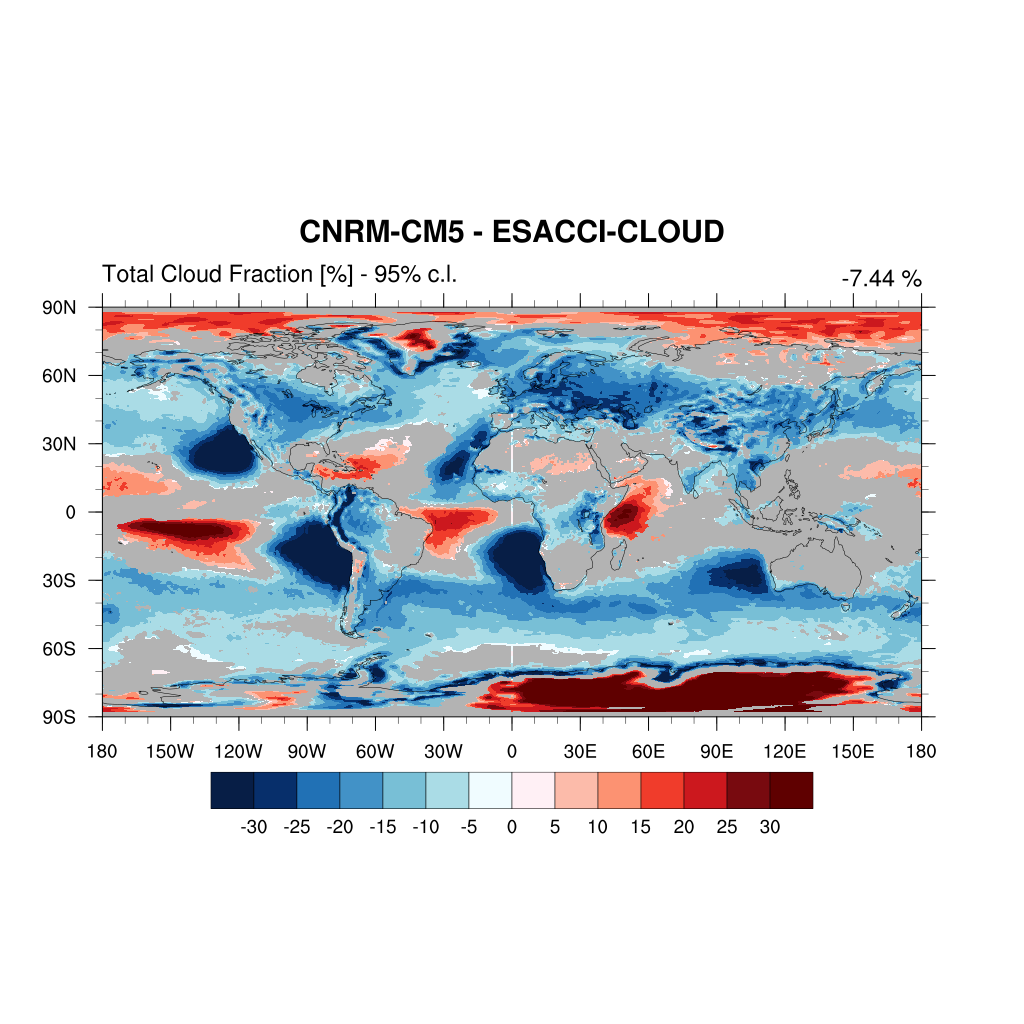 CNRM-CM5 - ESACCI-CLOUD
Total Cloud Fraction [%] - 95% c.l.
-7.44 %
90N
60N
30N
0
30S
60S
90S
180 150W 120W 90W 60W 30W 0 30E 60E 90E 120E 150E 180
-30 -25 -20 -15 -10 -5 0 5 10 15 20 25 30